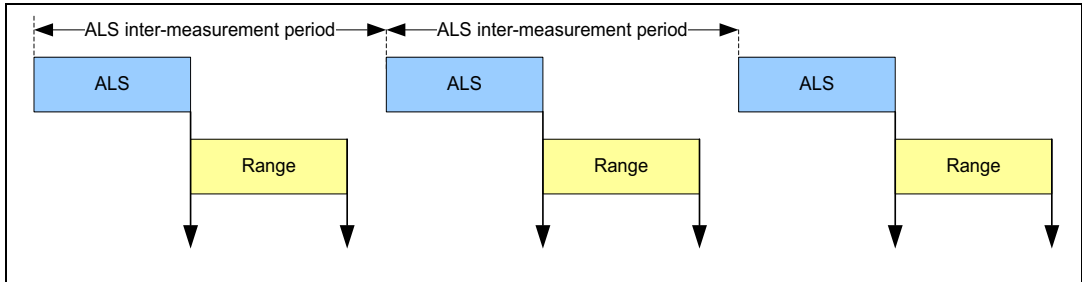 ALS inter-measurement period
ALS inter-measurement period
ALS
ALS
ALS
Range
Range
Range